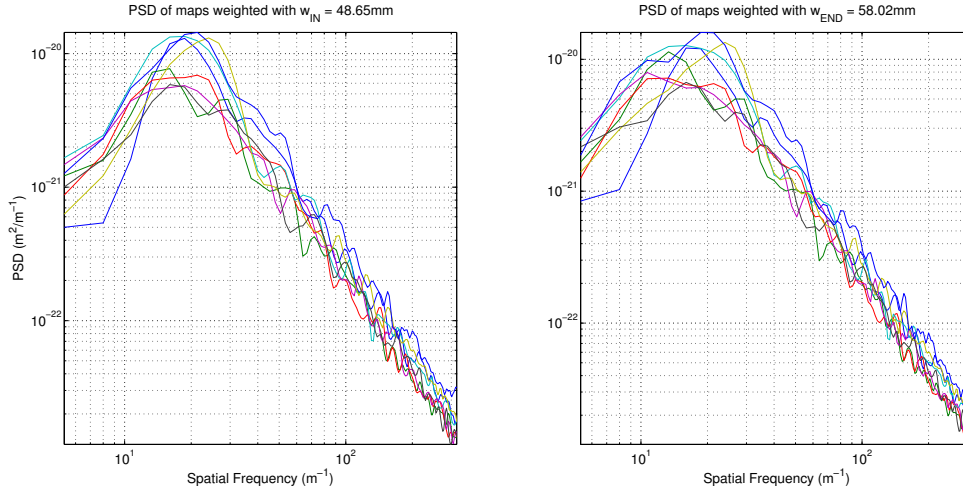 PSD of maps weighted with w_IN = 48.65mm
10^−20
10^−21
10^−22
PSD (m^2/m^−1)
10^1
10^2
Spatial Frequency (m^−1)
PSD of maps weighted with w_END = 58.02mm
10^−20
10^−21
10^−22
10^1
10^2
Spatial Frequency (m^−1)